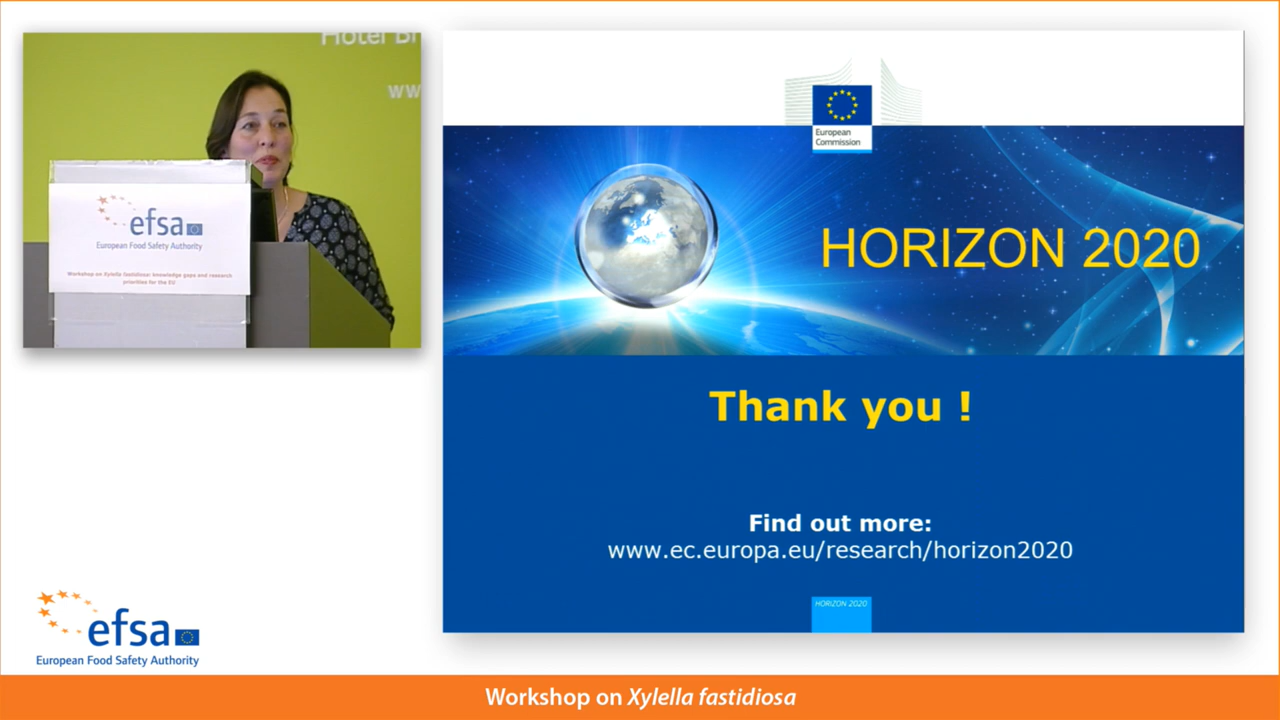 Hotel
efsa
European Food Safety Authority
Workshop on Xylella fastidiosa: knowledge gaps and research
priorities for the EU
European
Commission
HORIZON 2020
Thank you !
Find out more:
www.ec.europa.eu/research/horizon2020
HORIZON 2020
efsa
European Food Safety Authority
Workshop on Xylella fastidiosa